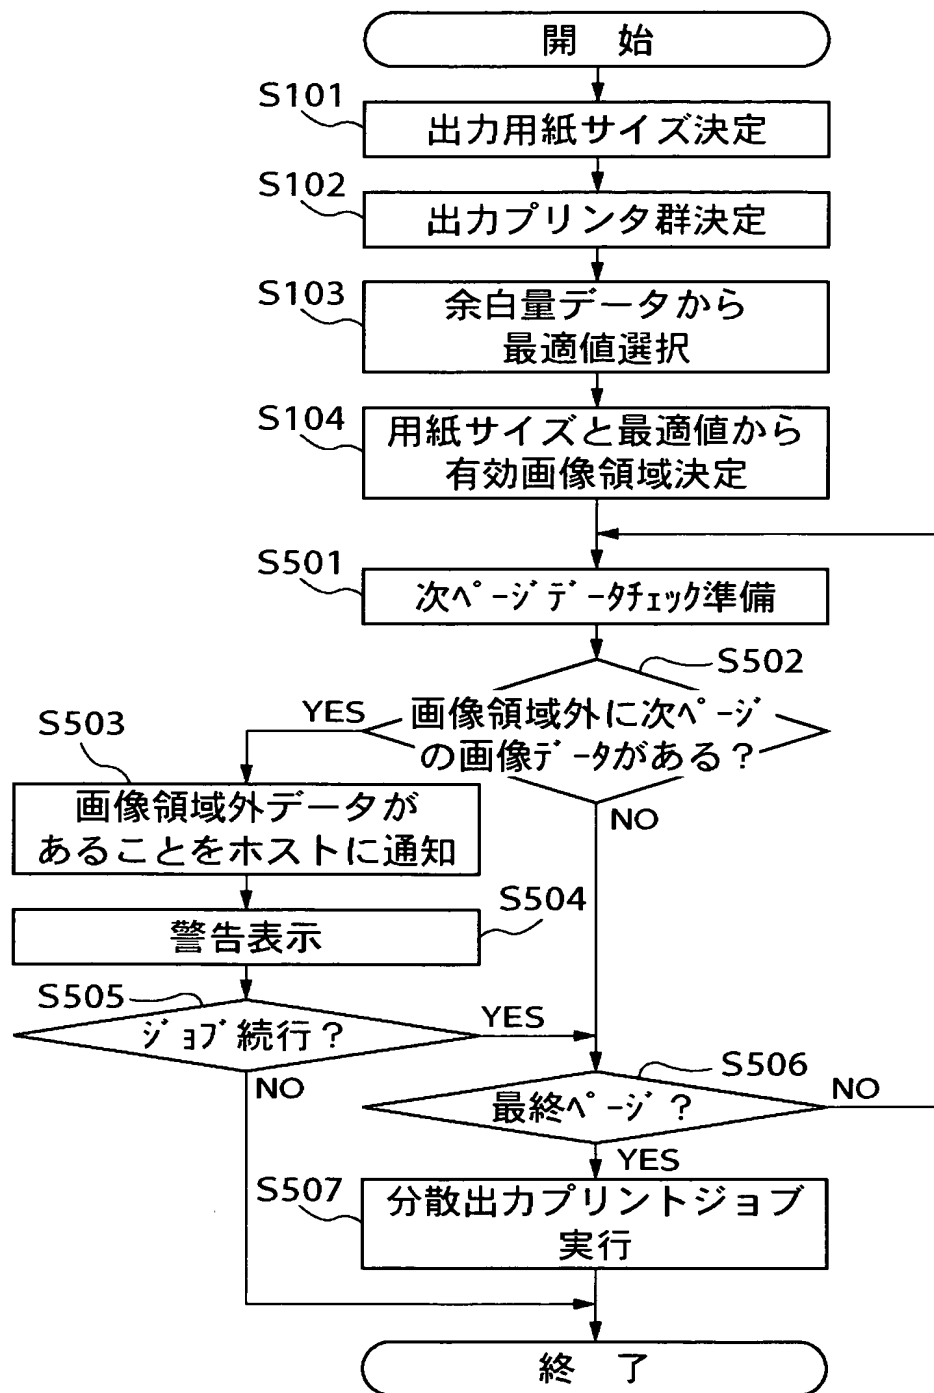 開 始
S101
出力用紙サイズ決定
S102
出力プリンタ群決定
S103
余白量データから
最適値選択
S104
用紙サイズと最適値から
有効画像領域決定
S501
次ﾍﾟｰｼﾞﾃﾞｰﾀﾁｪｯｸ準備
S502
画像領域外に次ﾍﾟｰｼﾞ
の画像ﾃﾞｰﾀがある？
YES
NO
S503
画像領域外データが
あることをホストに通知
S504
警告表示
S505
ｼﾞｮﾌﾞ続行？
YES
NO
S506
最終ﾍﾟｰｼﾞ？
NO
YES
S507
分散出力プリントジョブ
実行
終 了